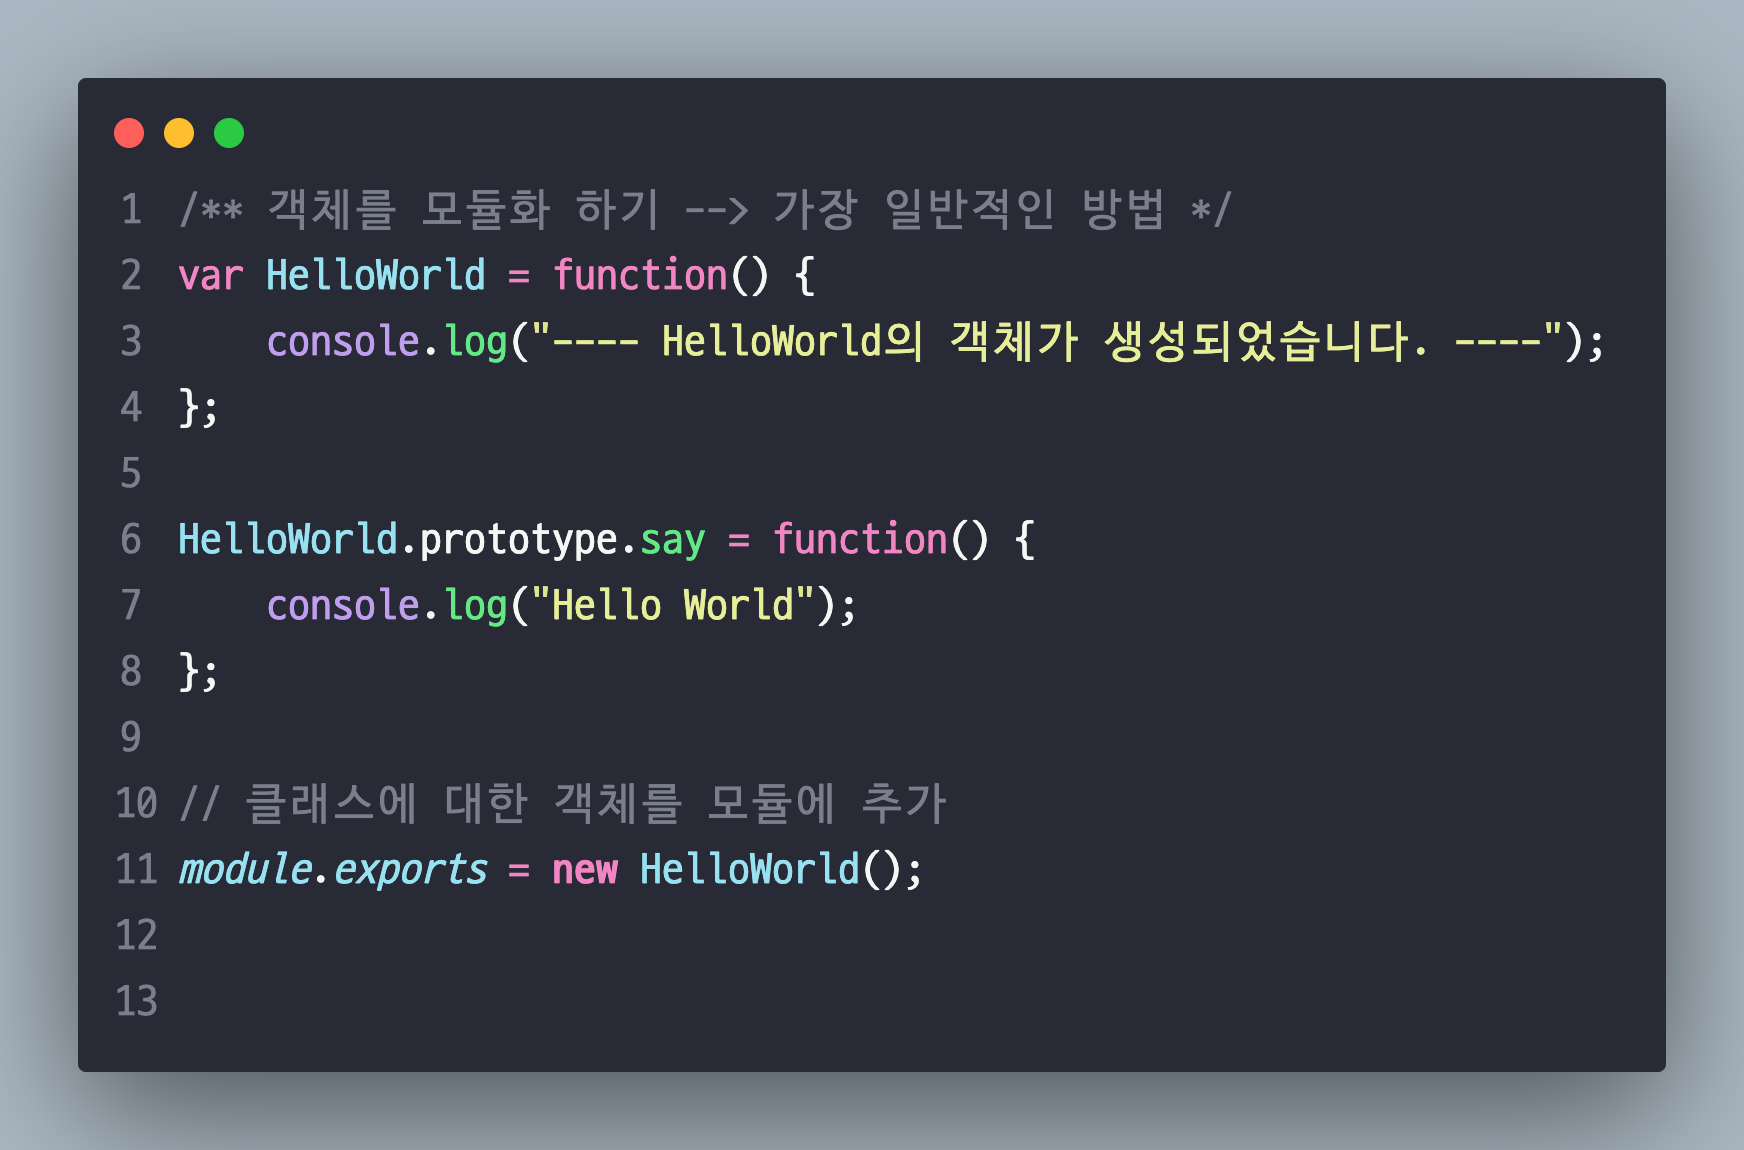 1 /** 객체를 모듈화 하기 --> 가장 일반적인 방법 */
2 var HelloWorld = function() {
3     console.log("---- HelloWorld의 객체가 생성되었습니다. ----");
4 };
5
6 HelloWorld.prototype.say = function() {
7     console.log("Hello World");
8 };
9
10 // 클래스에 대한 객체를 모듈에 추가
11 module.exports = new HelloWorld();
12
13